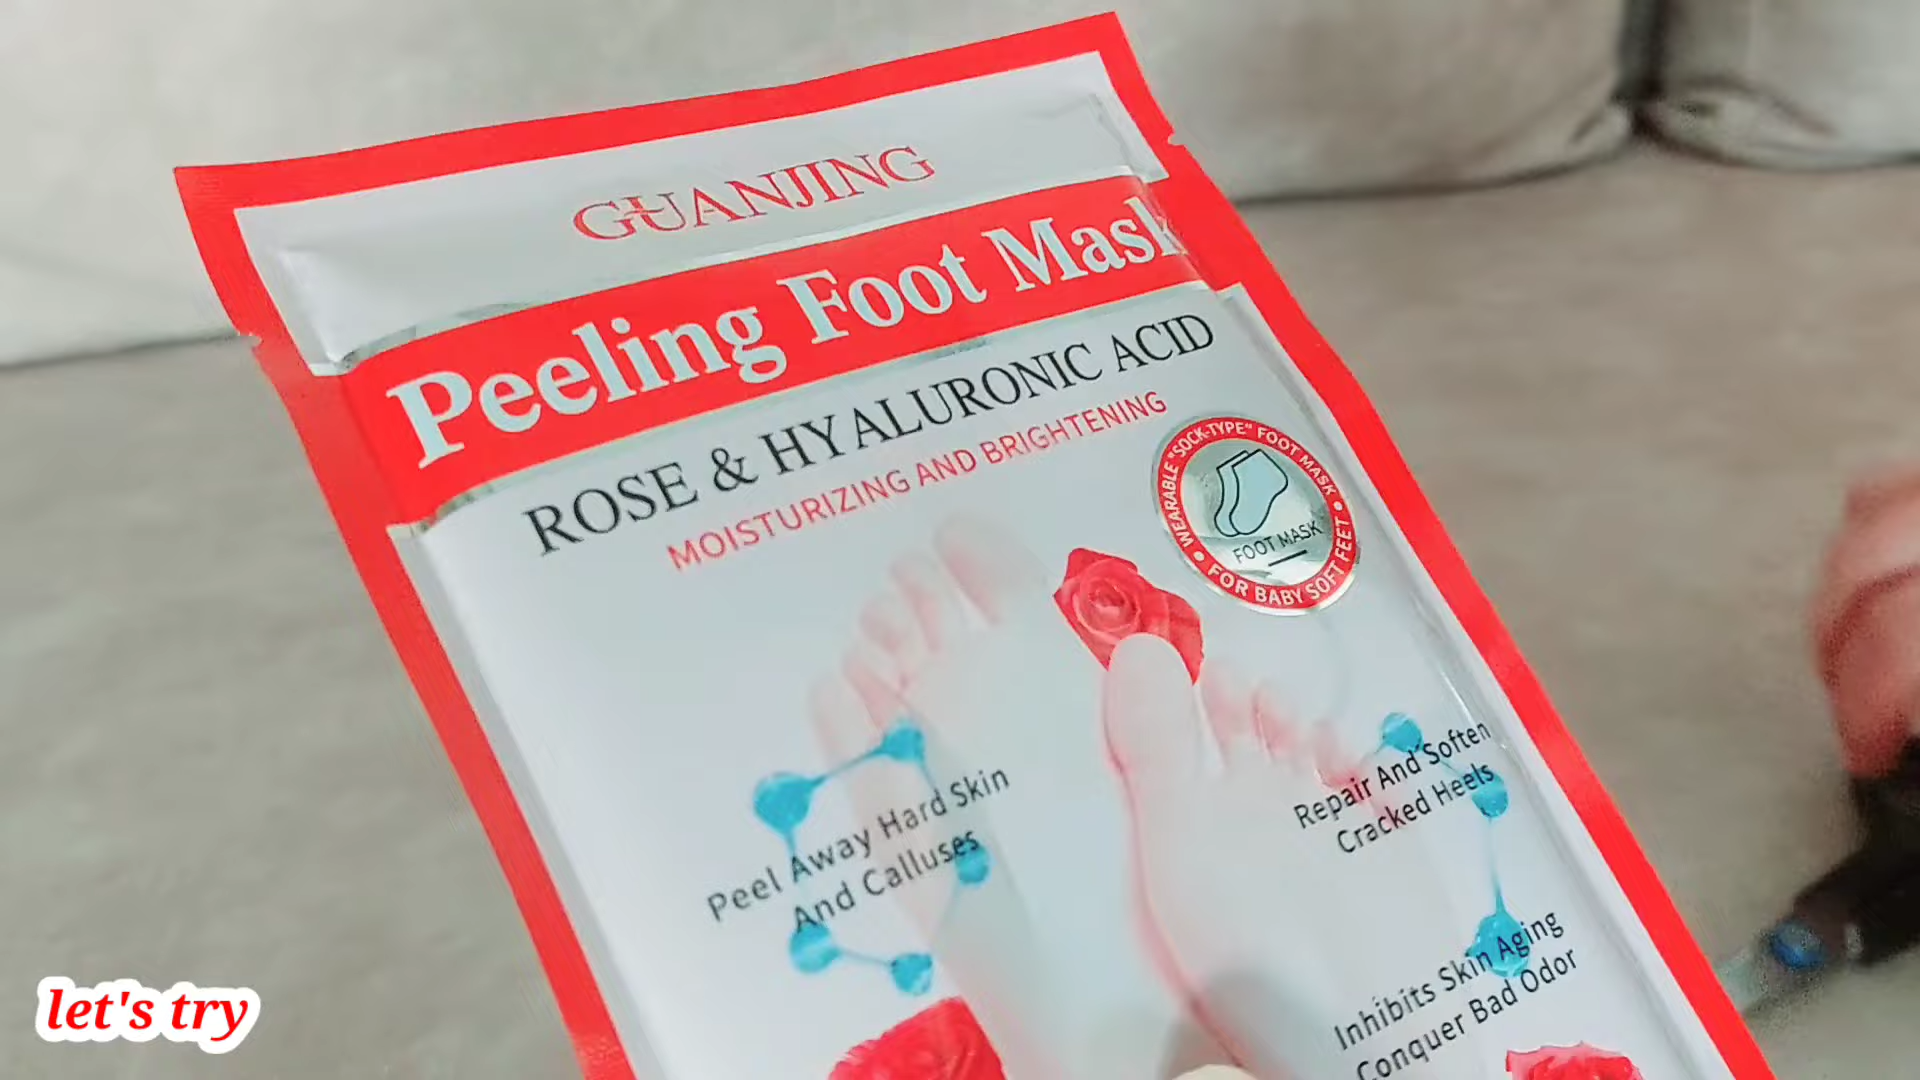 GUANJING
Peeling Foot Mask
ROSE & HYALURONIC ACID
MOISTURIZING AND BRIGHTENING
WEARABLE "SOCK-TYPE" FOOT MASK
FOOT MASK
FOR BABY SOFT FEET
Peel Away Hard Skin
And Calluses
Repair And Soften
Cracked Heels
Inhibits Skin Aging
Conquer Bad Odor
let's try